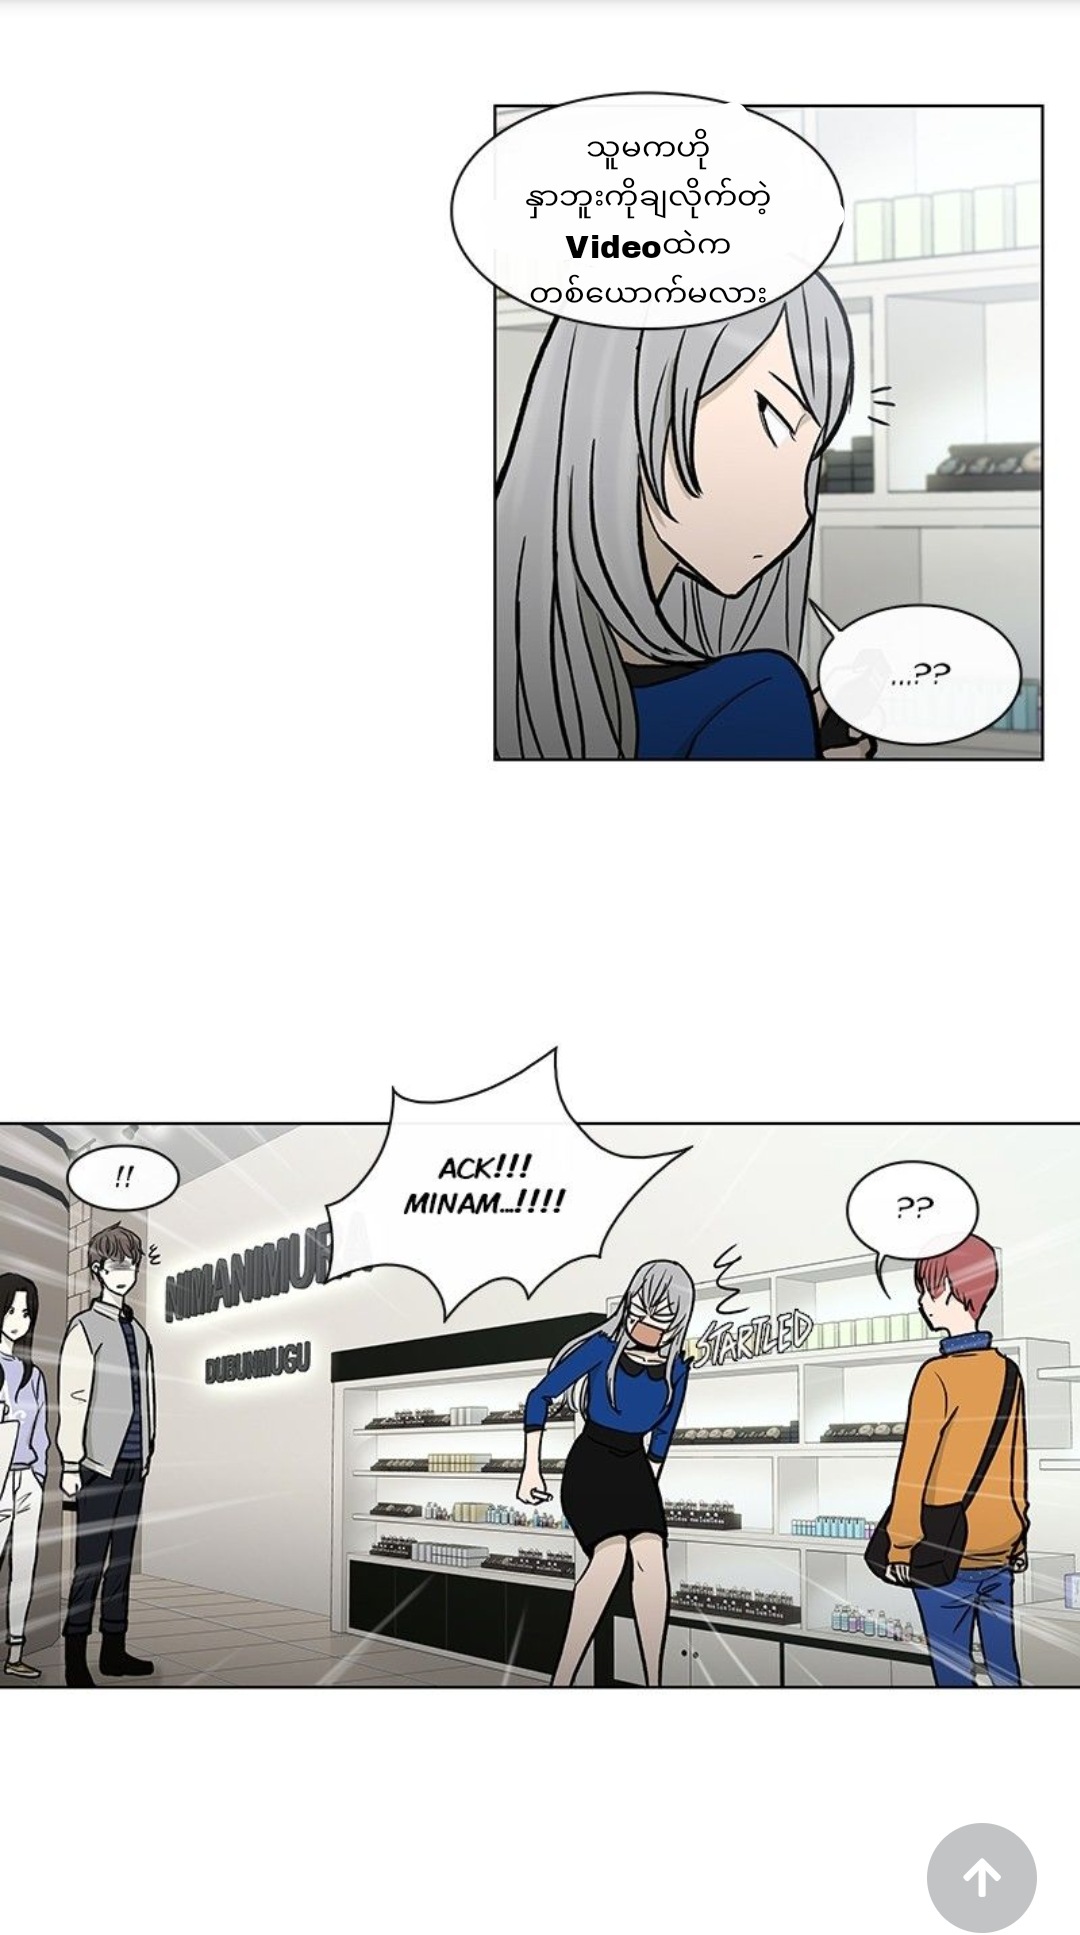 သူမကဟို
နှာဘူးကိုချလိုက်တဲ့
Videoထဲက
တစ်ယောက်မလား
...??
!!
ACK!!!
MINAM...!!!!
??
DUBUNMUGU
STARTLED